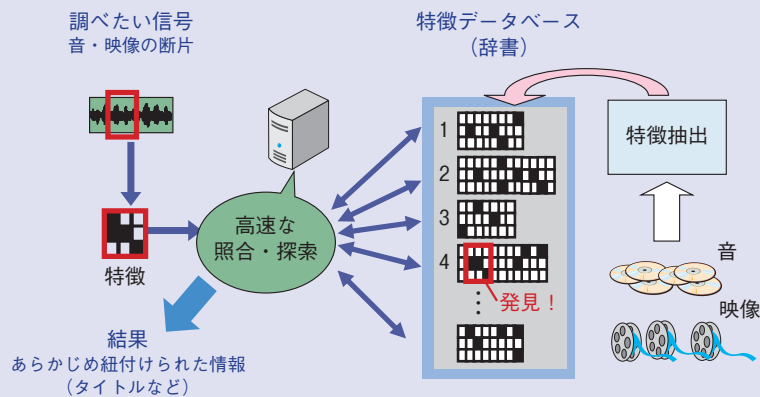 調べたい信号
音・映像の断片
特徴
高速な
照合・探索
結果
あらかじめ紐付けられた情報
（タイトルなど）
特徴データベース
（辞書）
1
2
3
4
発見！
⋮
特徴抽出
音
映像